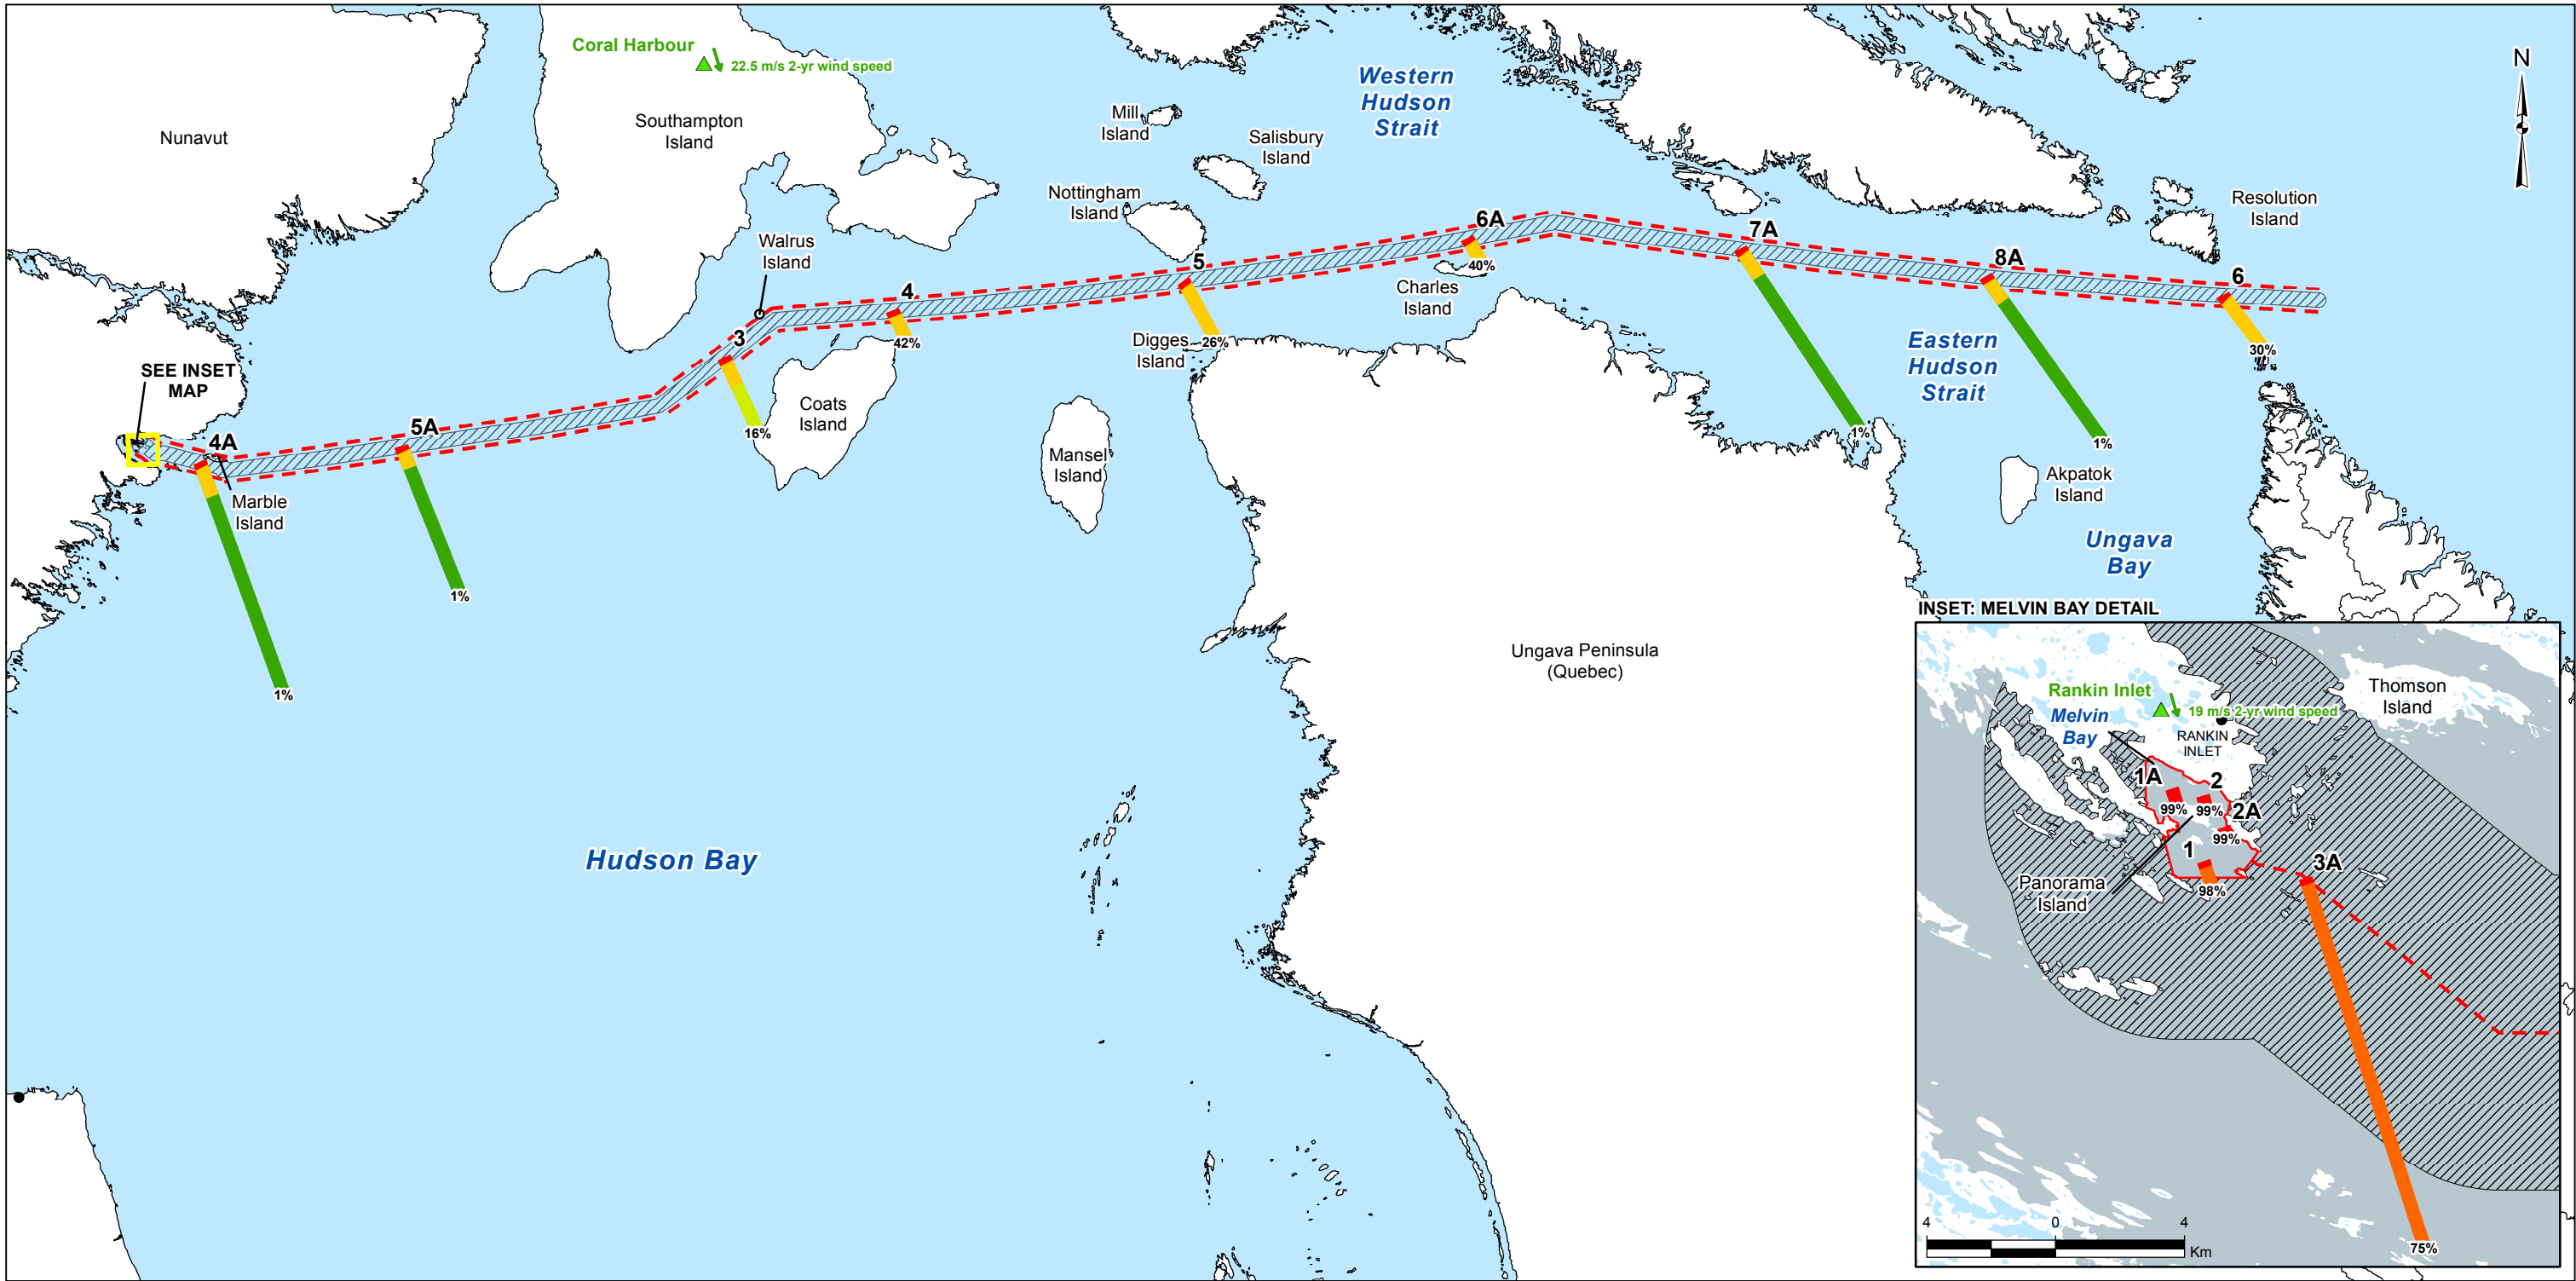 Coral Harbour
22.5 m/s 2-yr wind speed
Nunavut
Southampton
Island
Western
Hudson
Strait
Mill
Island
Salisbury
Island
Nottingham
Island
N
Resolution
Island
Walrus
Island
6A
7A
8A
5
6
4
3
40%
Charles
Island
42%
Digges
Island
26%
Eastern
Hudson
Strait
30%
SEE INSET
MAP
Coats
Island
16%
4A
5A
Mansel
Island
1%
1%
Marble
Island
Akpatok
Island
Ungava
Bay
1%
1%
Ungava Peninsula
(Quebec)
Hudson Bay
INSET: MELVIN BAY DETAIL
Rankin Inlet
19 m/s 2-yr wind speed
Thomson
Island
Melvin
Bay
RANKIN
INLET
1A
2
99%
99%
2A
99%
1
3A
98%
Panorama
Island
4
0
4
Km
75%